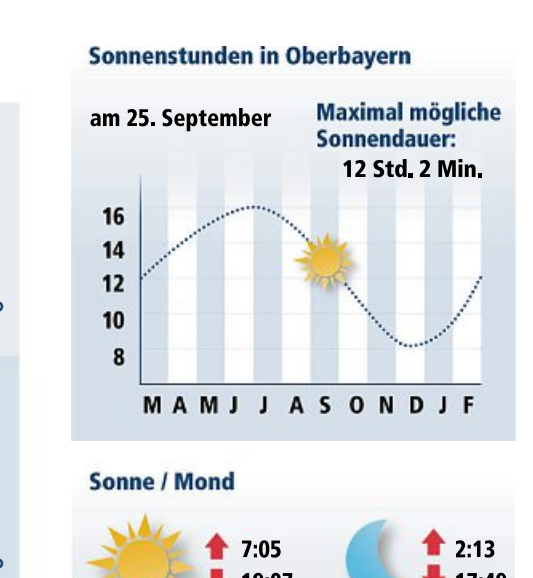 Sonnenstunden in Oberbayern
am 25. September
Maximal mögliche
Sonnendauer:
12 Std. 2 Min.
16
14
12
10
8
M A M J J A S O N D J F
Sonne / Mond
7:05
2:13